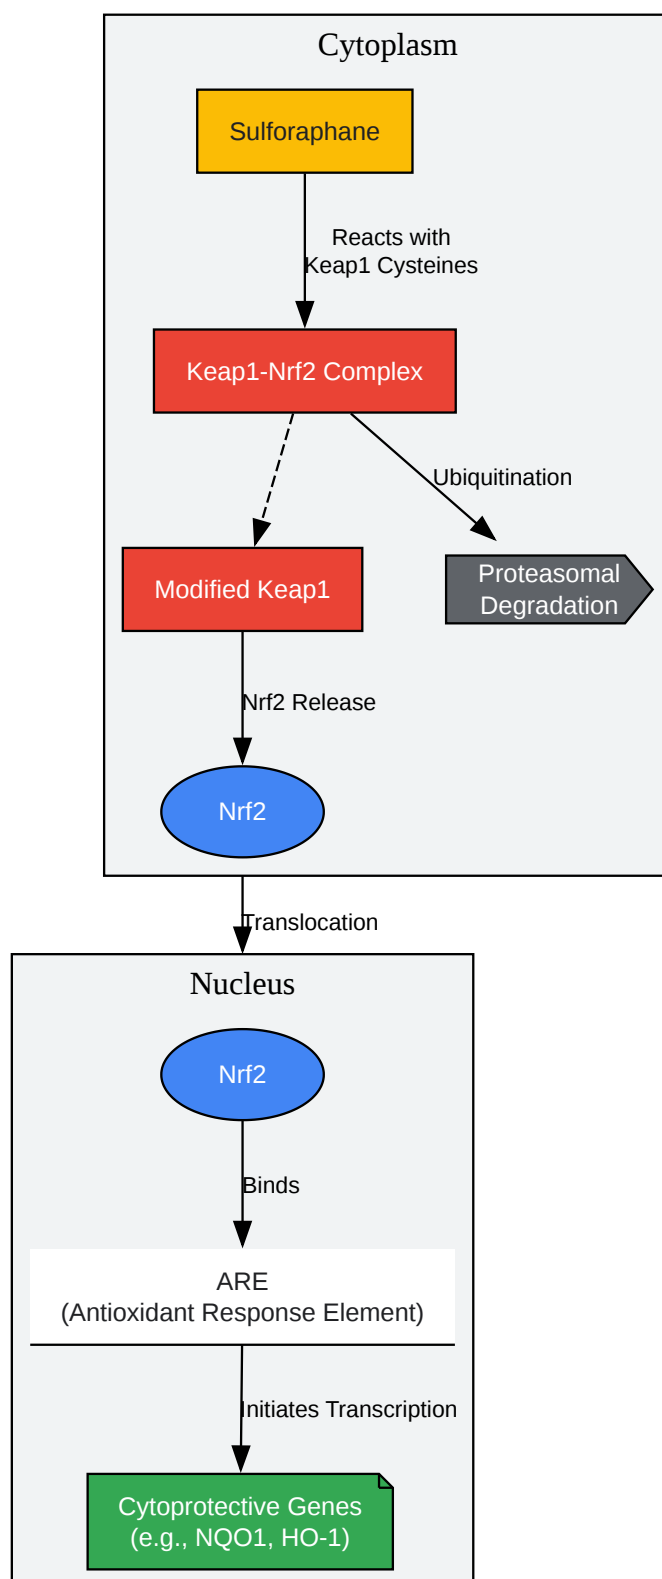 Cytoplasm
Sulforaphane
Reacts with
Keap1 Cysteines
Keap1-Nrf2 Complex
Ubiquitination
Modified Keap1
Proteasomal
Degradation
Nrf2 Release
Nrf2
Translocation
Nucleus
Nrf2
Binds
ARE
(Antioxidant Response Element)
Initiates Transcription
Cytoprotective Genes
(e.g., NQO1, HO-1)